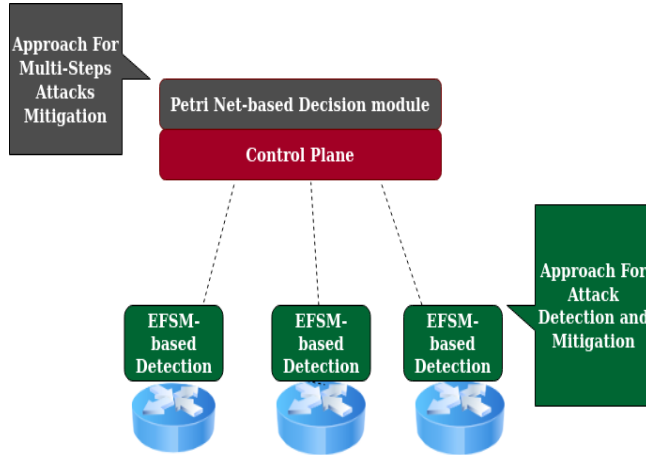 Approach For
Multi-Steps
Attacks
Mitigation
Petri Net-based Decision module
Control Plane
Approach For
Attack
Detection and
Mitigation
EFSM-
based
Detection
EFSM-
based
Detection
EFSM-
based
Detection